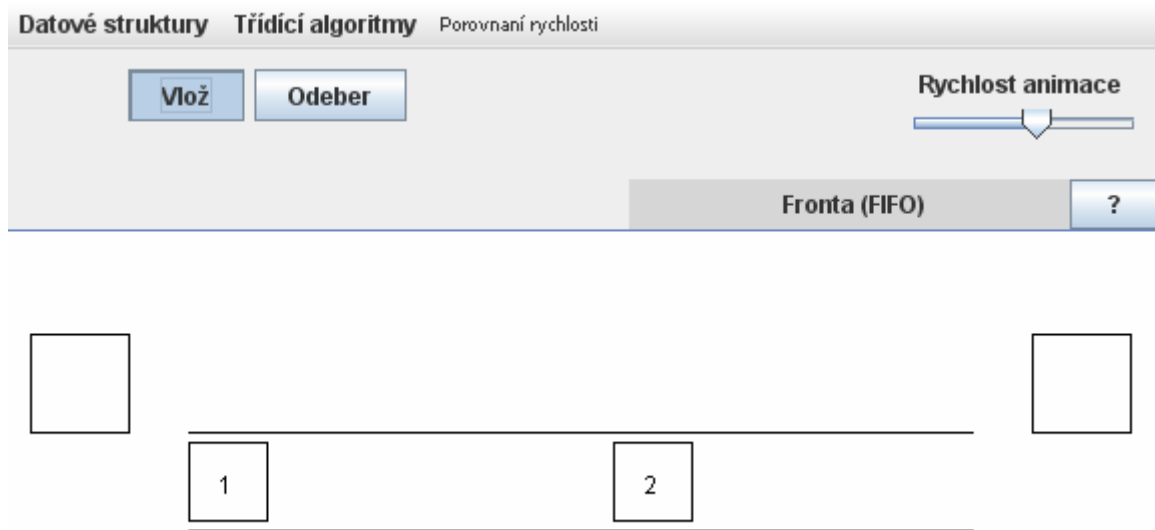 Datové struktury Třídící algoritmy Porovnaní rychlosti
Vlož Odeber Rychlost animace
Fronta (FIFO) ?
1 2